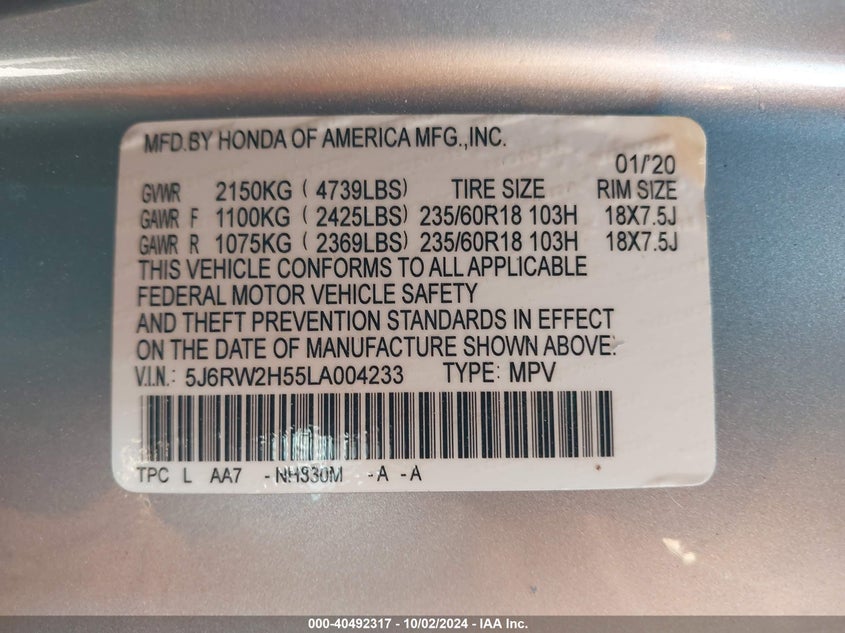 MFD.BY HONDA OF AMERICA MFG.,INC.
01/'20
GVWR 2150KG ( 4739LBS) TIRE SIZE RIM SIZE
GAWR F 1100KG ( 2425LBS) 235/60R18 103H 18X7.5J
GAWR R 1075KG ( 2369LBS) 235/60R18 103H 18X7.5J
THIS VEHICLE CONFORMS TO ALL APPLICABLE
FEDERAL MOTOR VEHICLE SAFETY
AND THEFT PREVENTION STANDARDS IN EFFECT
ON THE DATE OF MANUFACTURE SHOWN ABOVE.
V.I.N.: 5J6RW2H55LA004233 TYPE: MPV
TPC L AA7 -NH830M -A -A
000-40492317 - 10/02/2024 - IAA Inc.